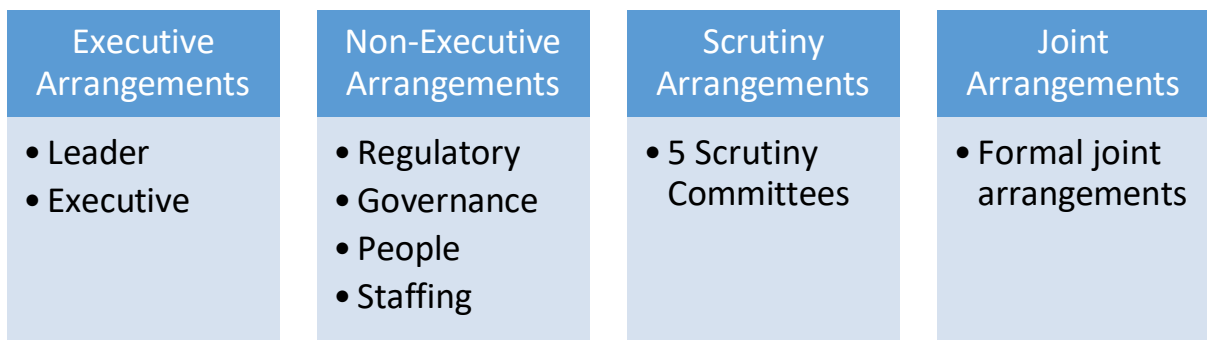 Executive
Arrangements
• Leader
• Executive
Non-Executive
Arrangements
• Regulatory
• Governance
• People
• Staffing
Scrutiny
Arrangements
• 5 Scrutiny
Committees
Joint
Arrangements
• Formal joint
arrangements